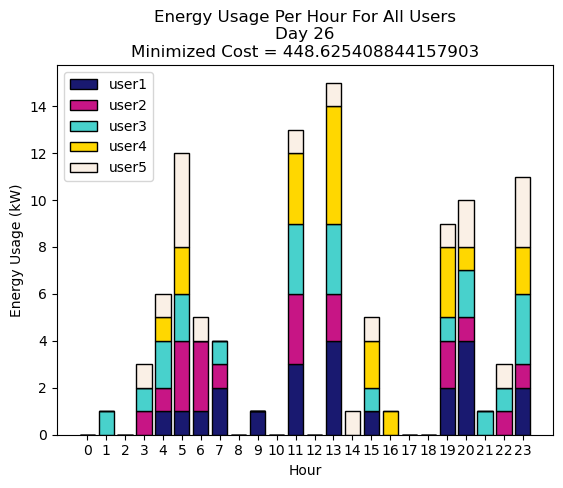 Energy Usage Per Hour For All Users
Day 26
Minimized Cost = 448.625408844157903
user1
user2
user3
user4
user5
Energy Usage (kW)
14
12
10
8
6
4
2
0
0 1 2 3 4 5 6 7 8 9 10 11 12 13 14 15 16 17 18 19 20 21 22 23
Hour